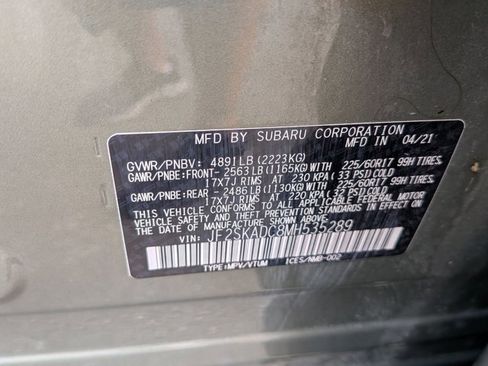 MFD BY SUBARU CORPORATION
MFD IN 04/21
GVWR/PNBV: 4891LB(2223KG)
GAWR/PNBE:FRONT-2563LB(1165KG)WITH 225/60R17 99H TIRES,
17x7J RIMS AT 230 KPA(33 PSI)COLD
GAWR/PNBE:REAR -2486LB(1130KG)WITH 225/60R17 99H TIRES,
17x7J RIMS AT 220 KPA(32 PSI)COLD
THIS VEHICLE CONFORMS TO ALL APPLICABLE FEDERAL
MOTOR VEHICLE SAFETY, BUMPER, AND THEFT PREVENTION
STANDARDS IN EFFECT ON THE DATE OF MANUFACTURE SHOWN ABOVE.
VIN: JF2SKADC8MH535289
TYPE:MPV/VTUM ICES/NMB-002